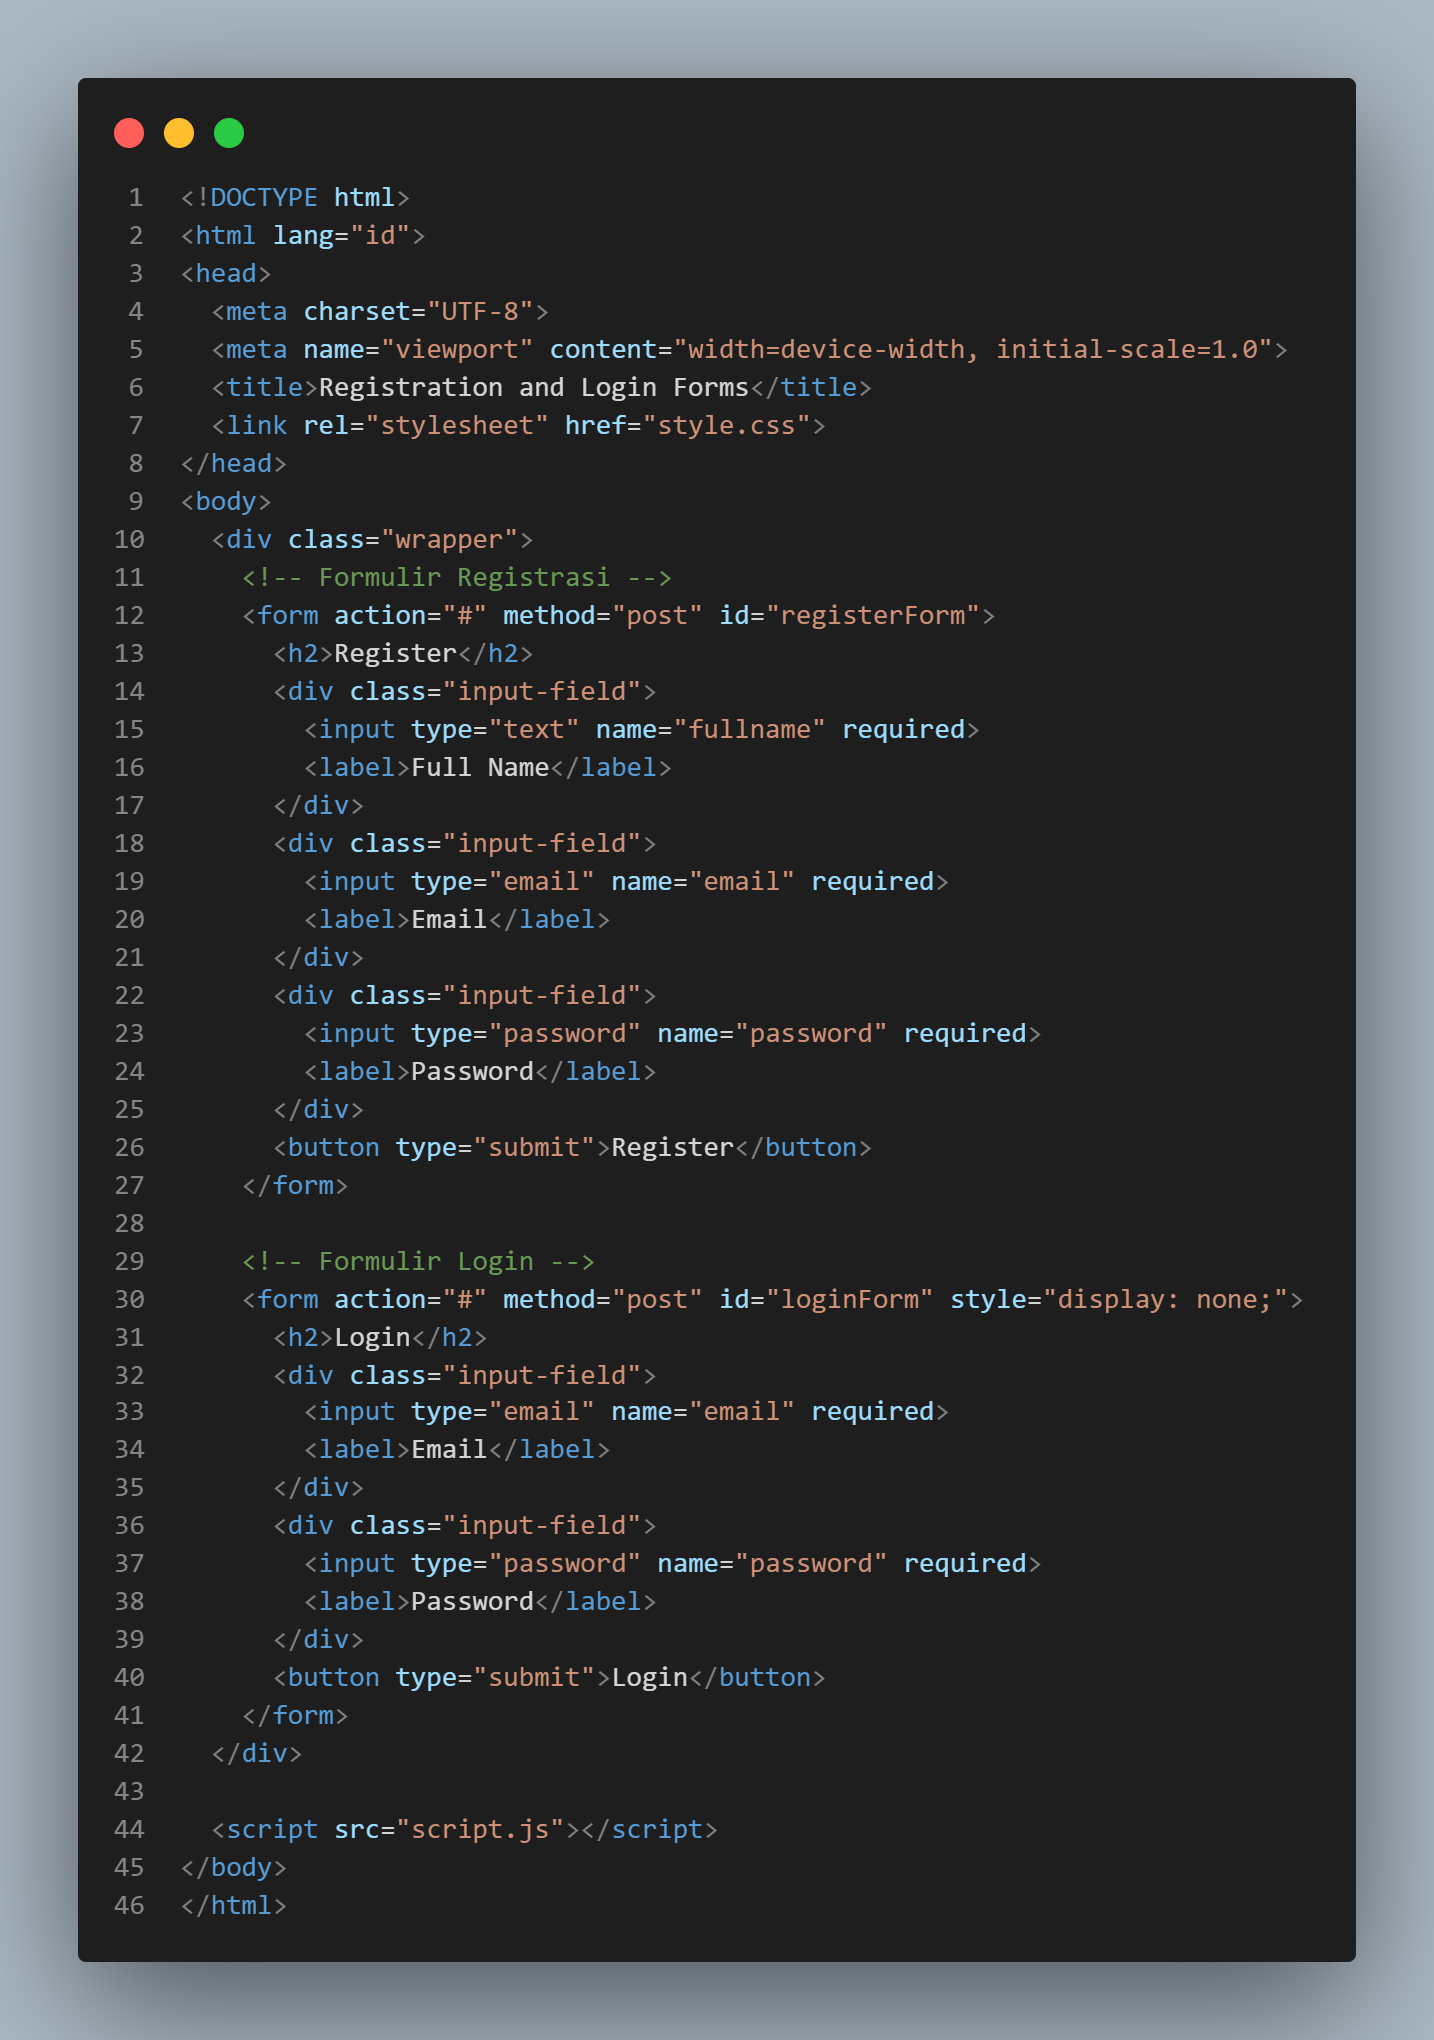 1 <!DOCTYPE html>
2 <html lang="id">
3 <head>
4   <meta charset="UTF-8">
5   <meta name="viewport" content="width=device-width, initial-scale=1.0">
6   <title>Registration and Login Forms</title>
7   <link rel="stylesheet" href="style.css">
8 </head>
9 <body>
10   <div class="wrapper">
11     <!-- Formulir Registrasi -->
12     <form action="#" method="post" id="registerForm">
13       <h2>Register</h2>
14       <div class="input-field">
15         <input type="text" name="fullname" required>
16         <label>Full Name</label>
17       </div>
18       <div class="input-field">
19         <input type="email" name="email" required>
20         <label>Email</label>
21       </div>
22       <div class="input-field">
23         <input type="password" name="password" required>
24         <label>Password</label>
25       </div>
26       <button type="submit">Register</button>
27     </form>
28
29     <!-- Formulir Login -->
30     <form action="#" method="post" id="loginForm" style="display: none;">
31       <h2>Login</h2>
32       <div class="input-field">
33         <input type="email" name="email" required>
34         <label>Email</label>
35       </div>
36       <div class="input-field">
37         <input type="password" name="password" required>
38         <label>Password</label>
39       </div>
40       <button type="submit">Login</button>
41     </form>
42   </div>
43
44   <script src="script.js"></script>
45 </body>
46 </html>